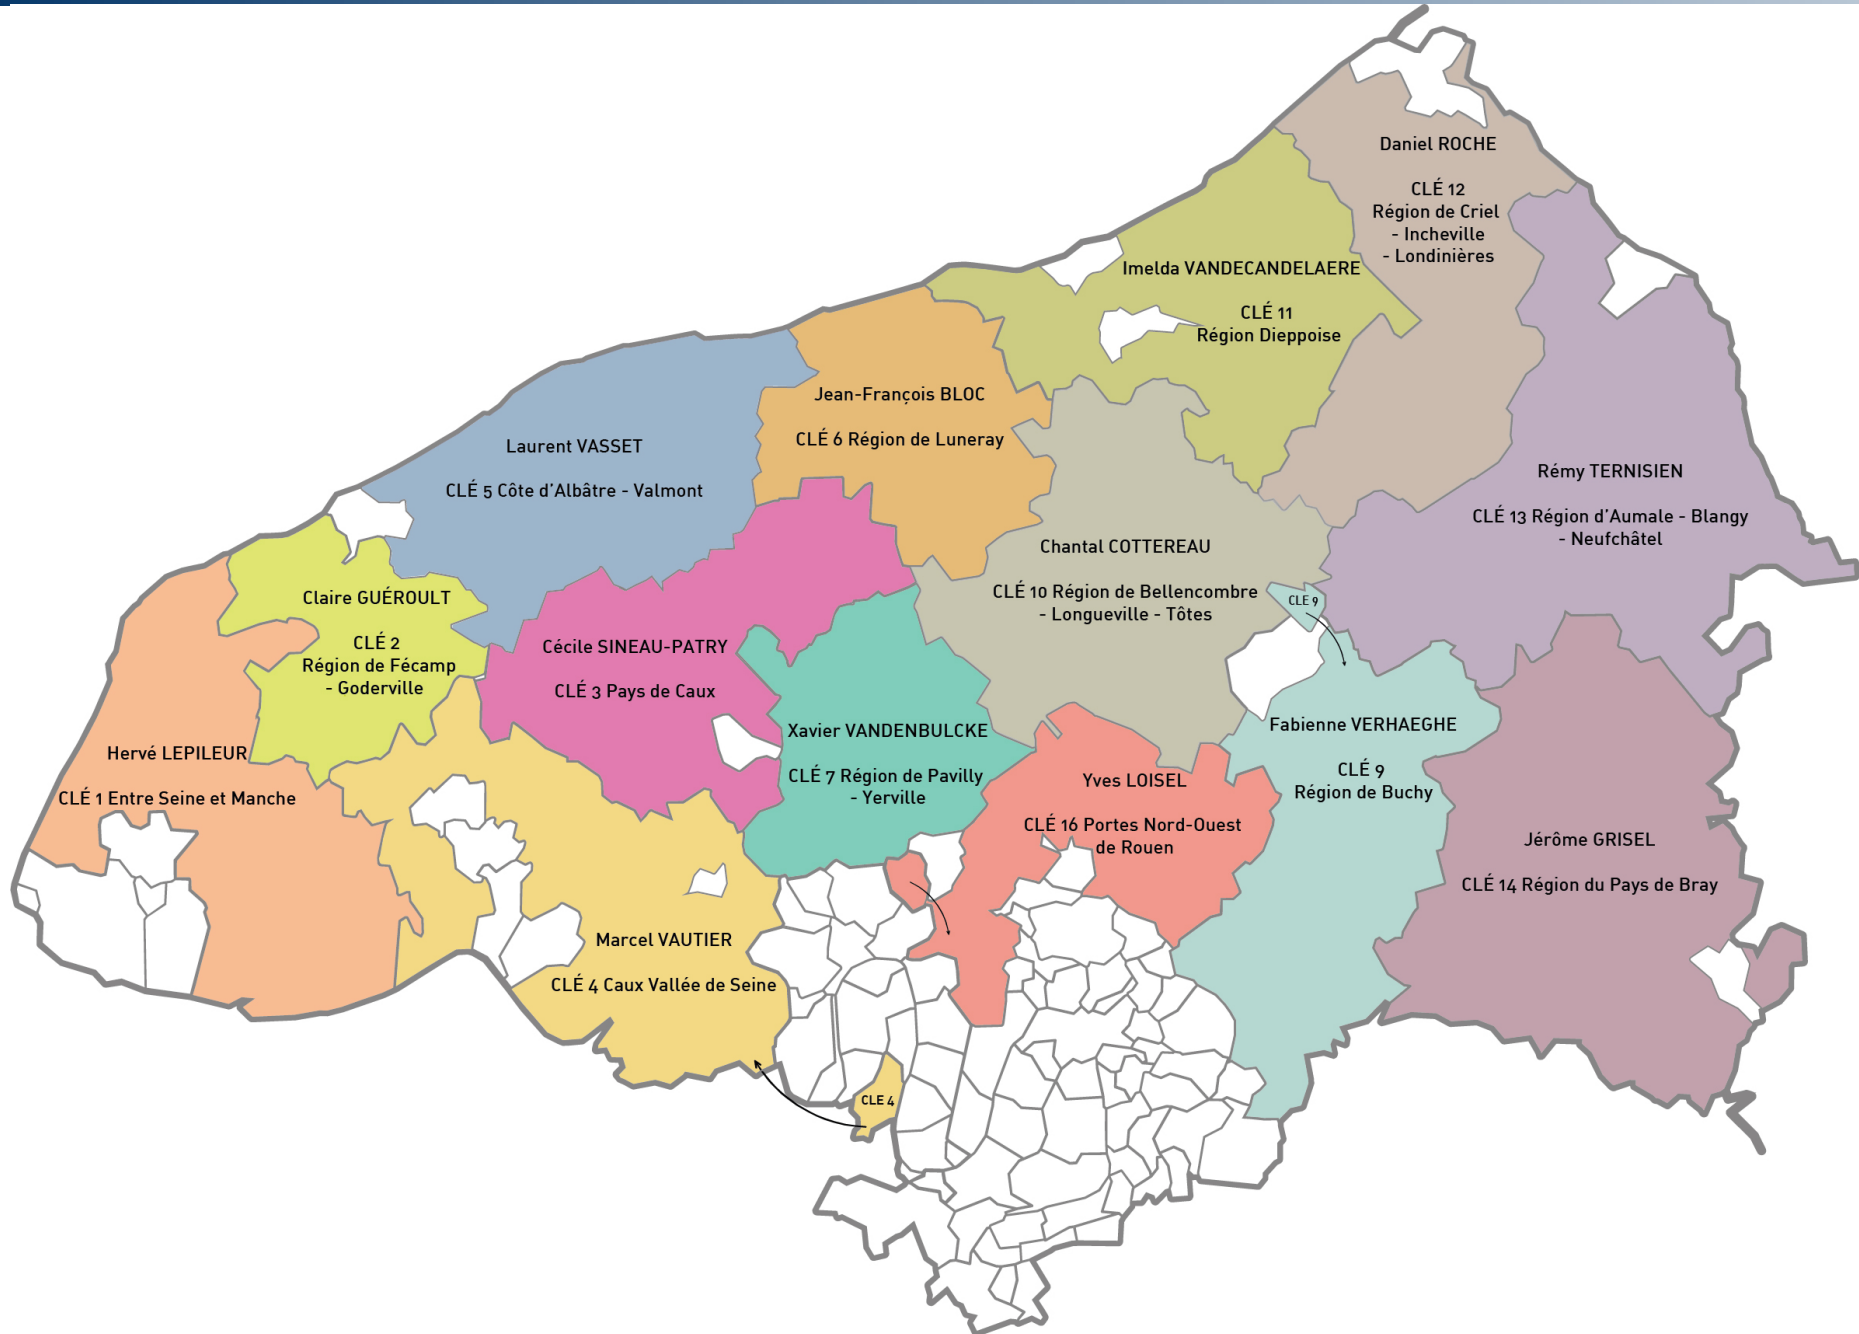 Daniel ROCHE
CLÉ 12
Région de Criel
- Incheville
- Londinières
Imelda VANDECANDELAERE
CLÉ 11
Région Dieppoise
Jean-François BLOC
CLÉ 6 Région de Luneray
Laurent VASSET
CLÉ 5 Côte d'Albâtre - Valmont
Rémy TERNISIEN
CLÉ 13 Région d'Aumale - Blangy
- Neufchâtel
Chantal COTTEREAU
CLÉ 10 Région de Bellencombre
- Longueville - Tôtes
CLE 9
Claire GUÉROULT
CLÉ 2
Région de Fécamp
- Goderville
Cécile SINEAU-PATRY
CLÉ 3 Pays de Caux
Hervé LEPILEUR
CLÉ 1 Entre Seine et Manche
Xavier VANDENBULCKE
CLÉ 7 Région de Pavilly
- Yerville
Fabienne VERHAEGHE
CLÉ 9
Région de Buchy
Yves LOISEL
CLÉ 16 Portes Nord-Ouest
de Rouen
Jérôme GRISEL
CLÉ 14 Région du Pays de Bray
Marcel VAUTIER
CLÉ 4 Caux Vallée de Seine
CLE 4